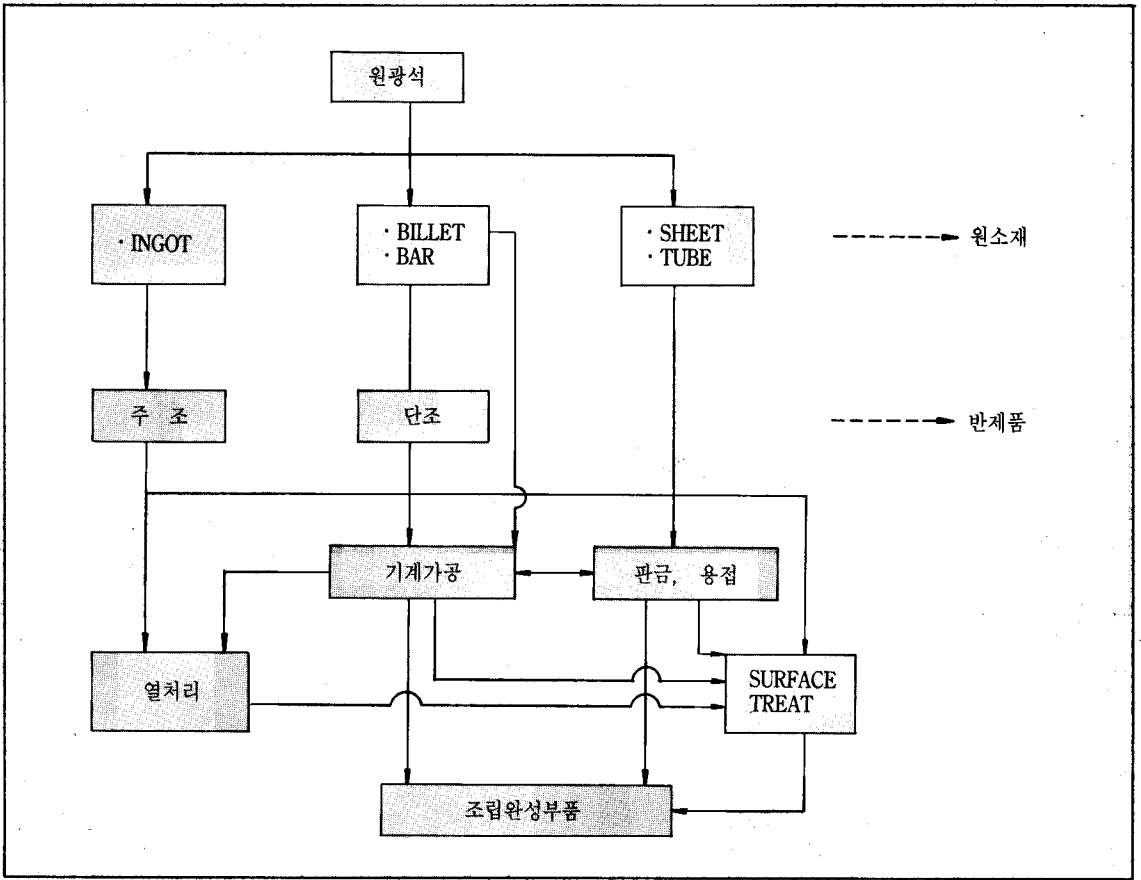 원광석
· INGOT
· BILLET
· BAR
· SHEET
· TUBE
원소재
주 조
단조
반제품
기계가공
판금, 용접
열처리
SURFACE
TREAT
조립완성부품